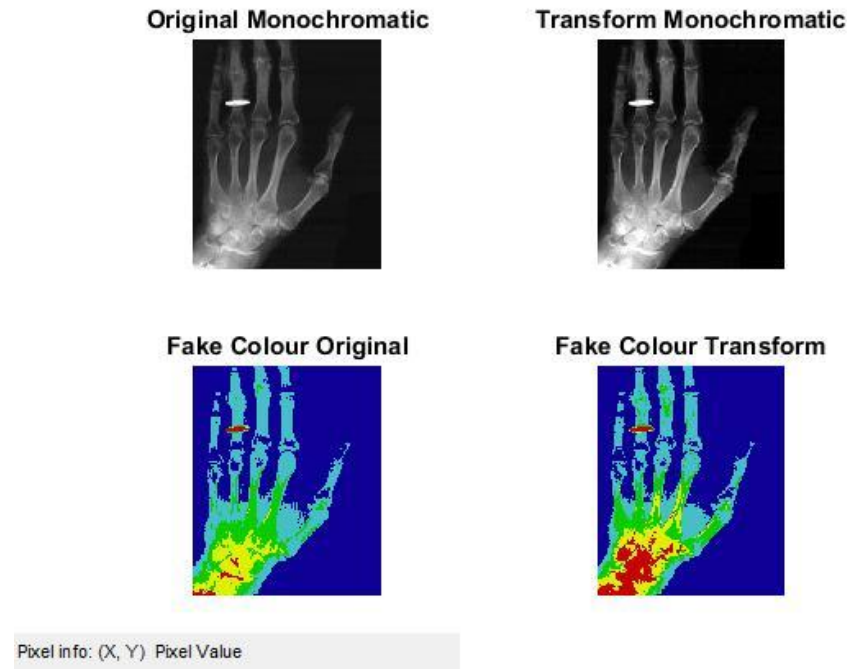 Original Monochromatic
Transform Monochromatic
Fake Colour Original
Fake Colour Transform
Pixel info: (X, Y) Pixel Value